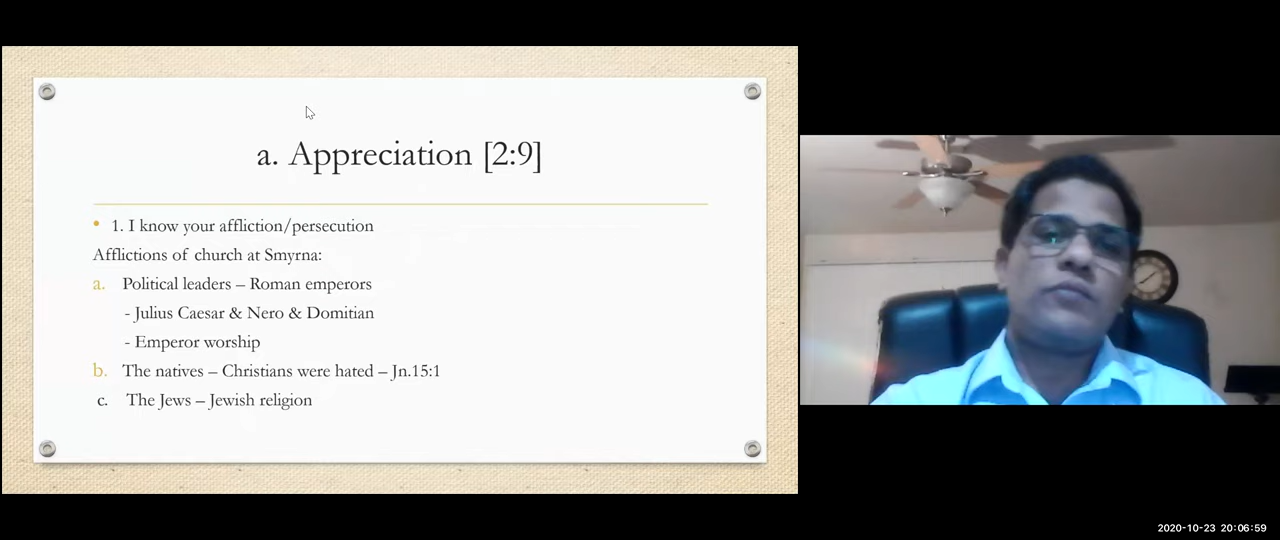 a. Appreciation [2:9]
• 1. I know your affliction/persecution
Afflictions of church at Smyrna:
a. Political leaders – Roman emperors
- Julius Caesar & Nero & Domitian
- Emperor worship
b. The natives – Christians were hated – Jn.15:1
c. The Jews – Jewish religion
2020-10-23 20:06:59